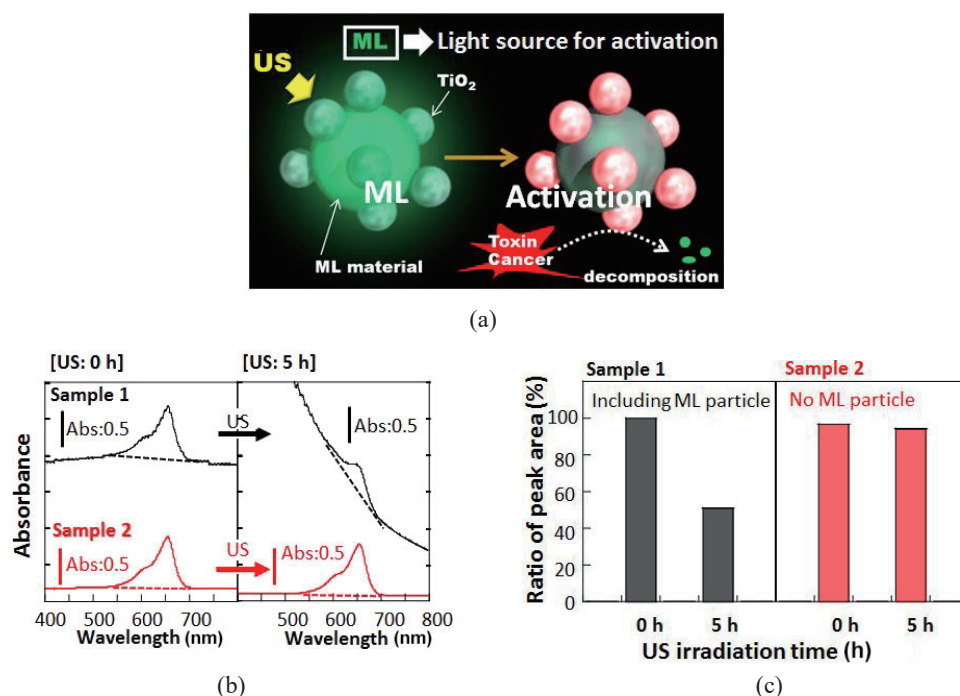 ML Light source for activation
US
TiO2
ML
Activation
ML material
Toxin
Cancer
decomposition
(a)
[US: 0 h] [US: 5 h]
Sample 1
Abs:0.5
US
Abs:0.5
Sample 2
Abs:0.5
US
Abs:0.5
Absorbance
400 500 600 700 500 600 700 800
Wavelength (nm) Wavelength (nm)
(b)
Sample 1 Sample 2
Including ML particle No ML particle
Ratio of peak area (%)
100
80
60
40
20
0
0 h 5 h 0 h 5 h
US irradiation time (h)
(c)